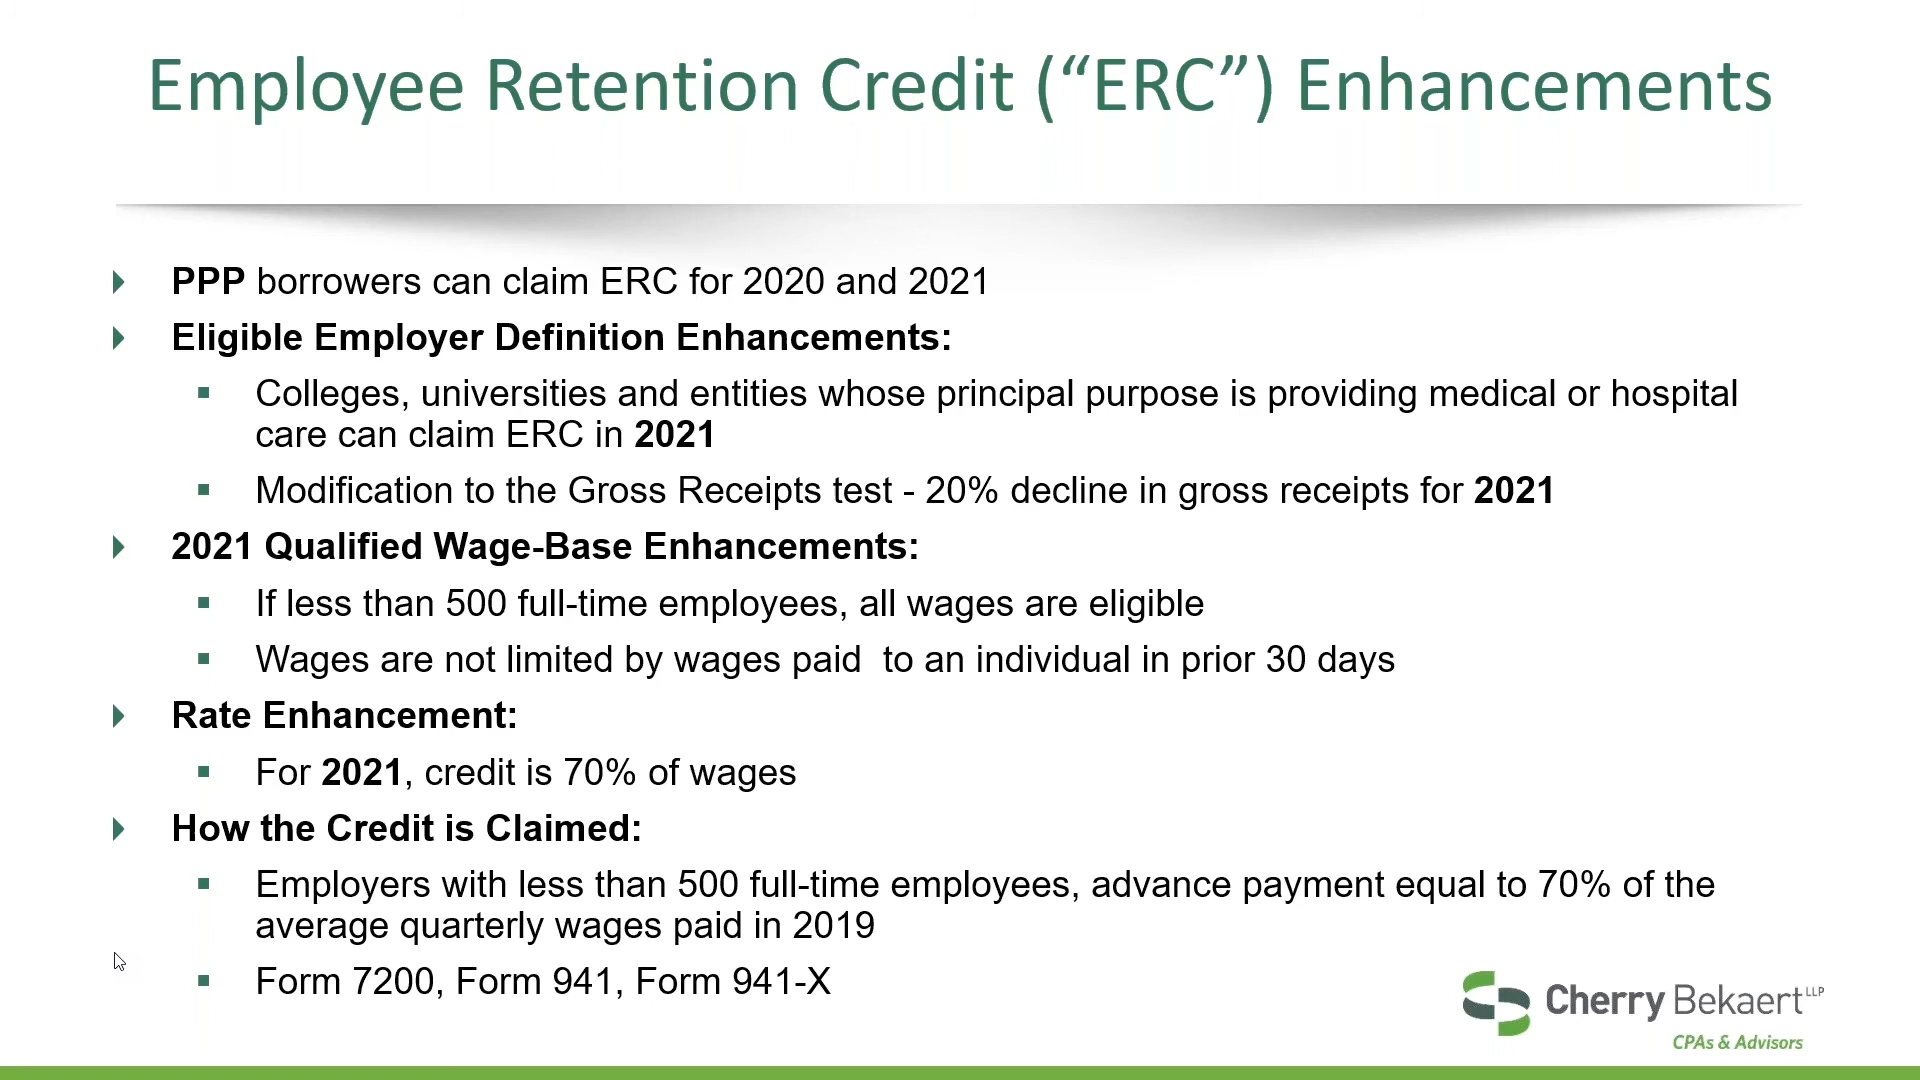 Employee Retention Credit (“ERC”) Enhancements
PPP borrowers can claim ERC for 2020 and 2021
Eligible Employer Definition Enhancements:
Colleges, universities and entities whose principal purpose is providing medical or hospital
care can claim ERC in 2021
Modification to the Gross Receipts test - 20% decline in gross receipts for 2021
2021 Qualified Wage-Base Enhancements:
If less than 500 full-time employees, all wages are eligible
Wages are not limited by wages paid  to an individual in prior 30 days
Rate Enhancement:
For 2021, credit is 70% of wages
How the Credit is Claimed:
Employers with less than 500 full-time employees, advance payment equal to 70% of the
average quarterly wages paid in 2019
Form 7200, Form 941, Form 941-X
Cherry Bekaert LLP
CPAs & Advisors